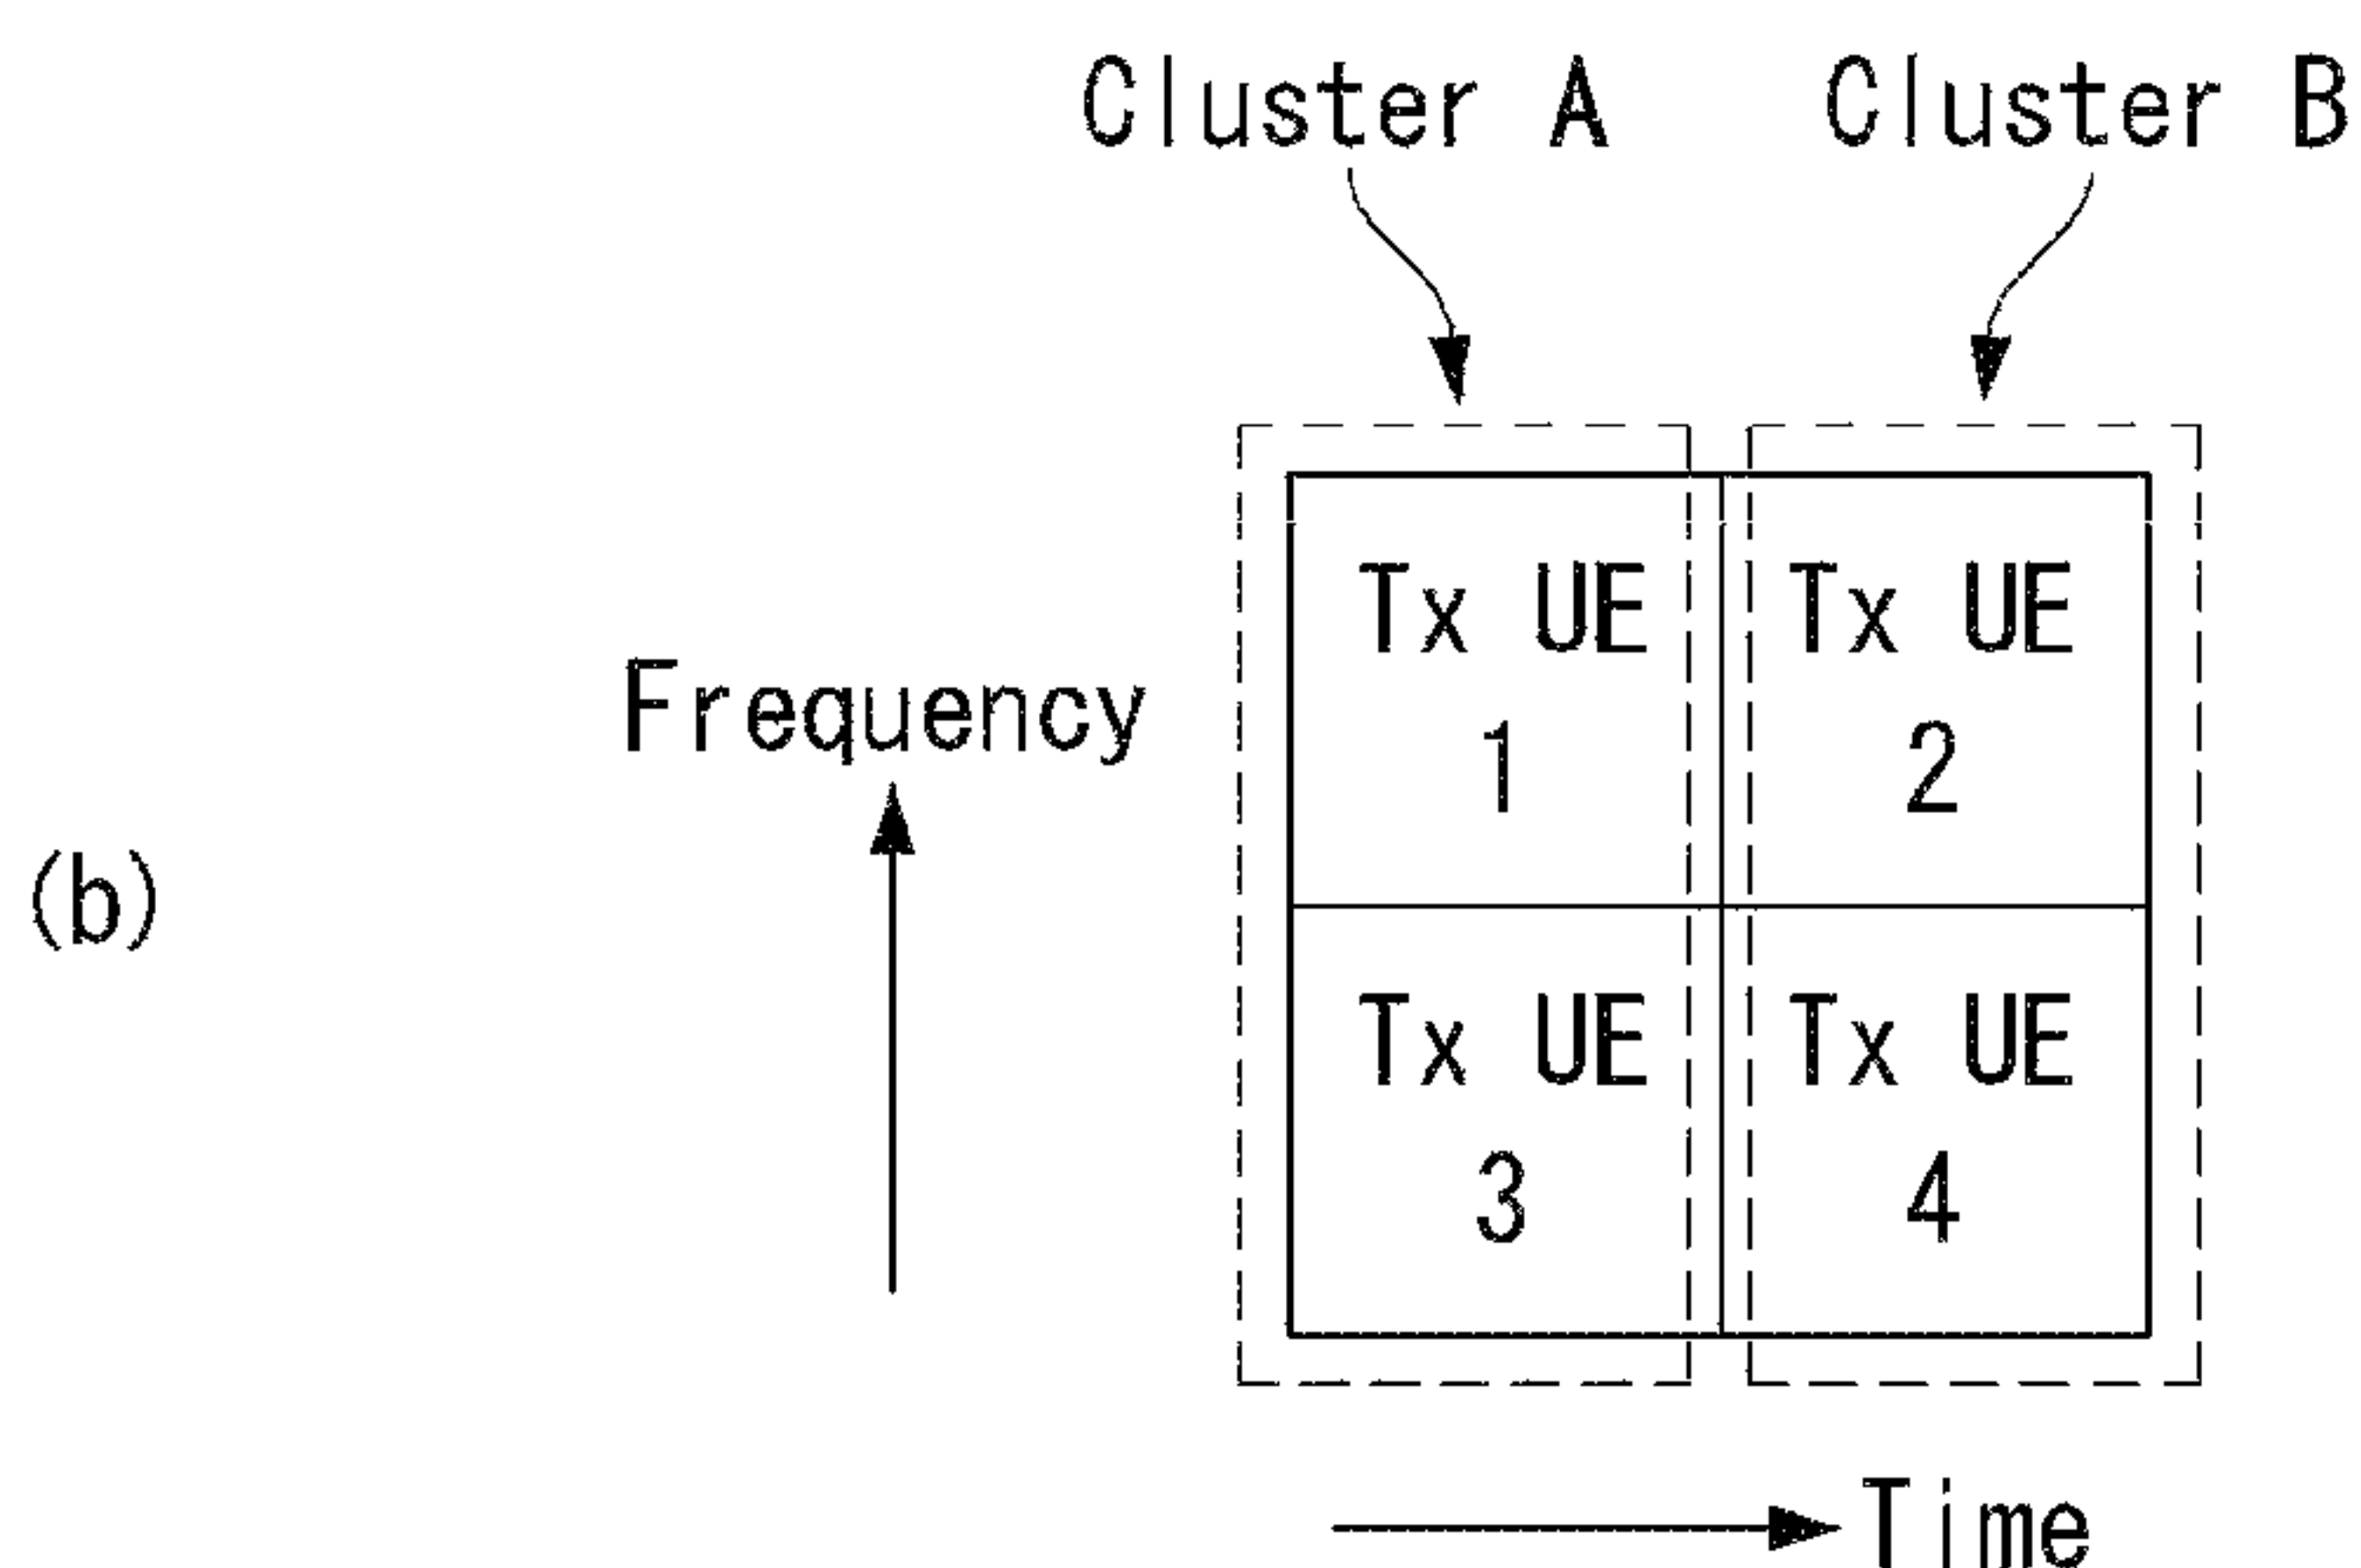 Cluster A Cluster B
Tx UE Tx UE
Frequency
1 2
(b)
Tx UE Tx UE
3 4
Time